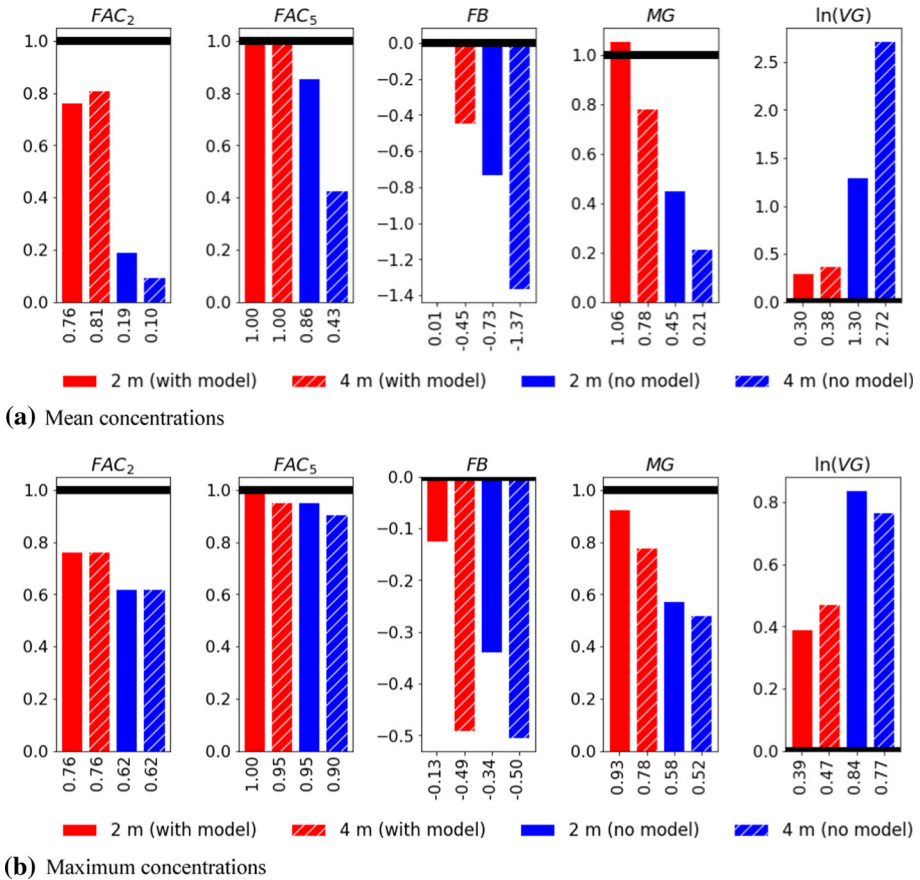 FAC₂ FAC₅ FB MG ln(VG)
1.0 1.0 0.0 1.0 2.5
0.8 0.8 −0.2 0.8 2.0
0.6 0.6 −0.4 0.6 1.5
0.4 0.4 −0.6 0.4 1.0
0.2 0.2 −0.8 0.2 0.5
0.0 0.0 −1.0 0.0 0.0
−1.2
−1.4
0.76 0.81 0.19 0.10 1.00 1.00 0.86 0.43 0.01 -0.45 -0.73 -1.37 1.06 0.78 0.45 0.21 0.30 0.38 1.30 2.72
2 m (with model) 4 m (with model) 2 m (no model) 4 m (no model)
(a) Mean concentrations
FAC₂ FAC₅ FB MG ln(VG)
1.0 1.0 0.0 1.0 0.8
0.8 0.8 −0.1 0.8 0.6
0.6 0.6 −0.2 0.6 0.4
0.4 0.4 −0.3 0.4 0.2
0.2 0.2 −0.4 0.2 0.0
0.0 0.0 −0.5 0.0
0.76 0.76 0.62 0.62 1.00 0.95 0.95 0.90 -0.13 -0.49 -0.34 -0.50 0.93 0.78 0.58 0.52 0.39 0.47 0.84 0.77
2 m (with model) 4 m (with model) 2 m (no model) 4 m (no model)
(b) Maximum concentrations